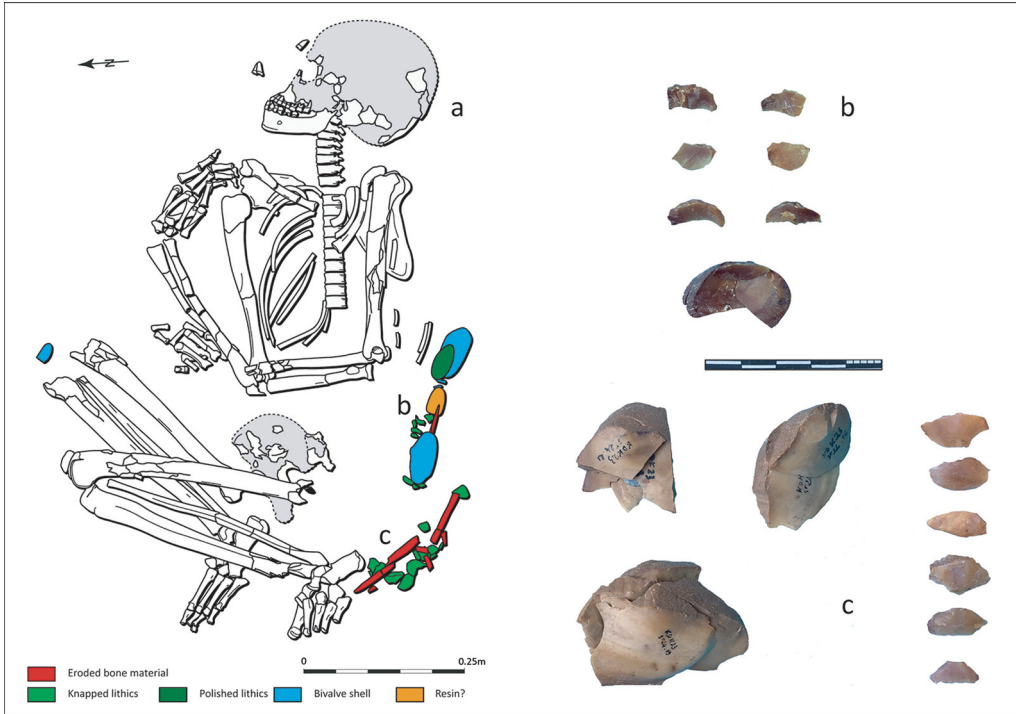 N
a
b
c
0 0.25m
Eroded bone material
Knapped lithics Polished lithics Bivalve shell Resin?
b
c